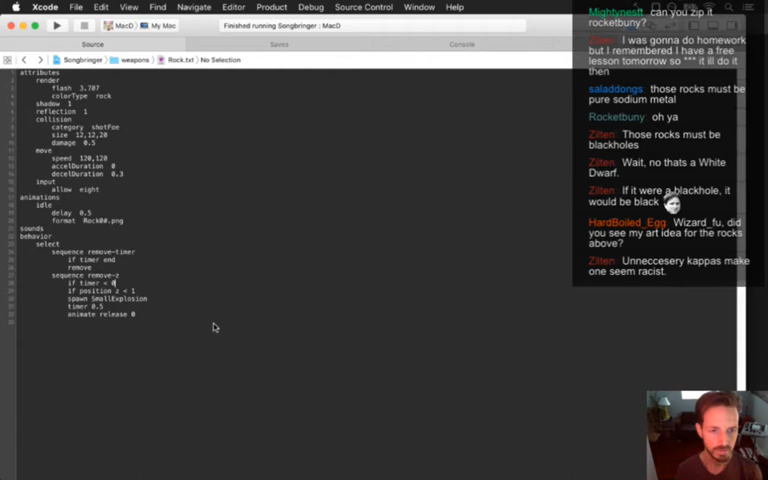 Xcode File Edit View Find Navigate Editor Product Debug Source Control Window Help
MacD My Mac Finished running Songbringer : MacD
Source Saves Console
Songbringer weapons Rock.txt No Selection
attributes
render
flash 3.707
colorType rock
shadow 1
reflection 1
collision
category shotFoe
size 12,12,20
damage 0.5
move
speed 120,120
accelDuration 0
decelDuration 0.3
input
allow eight
animations
idle
delay 0.5
format Rock00.png
sounds
behavior
select
sequence remove-timer
if timer end
remove
sequence remove-z
if timer < 0
if position z < 1
spawn SmallExplosion
timer 0.5
animate release 0
Mightynesft can you zip it
rocketbuny?
Zilten: I was gonna do homework
but I remembered I have a free
lesson tomorrow so *** it ill do it
then
saladdongs those rocks must be
pure sodium metal
Rocketbuny: oh ya
Zilten: Those rocks must be
blackholes
Zilten: Wait, no thats a White
Dwarf.
Zilten: If it were a blackhole, it
would be black
HardBoiled_Egg Wizard_fu, did
you see my art idea for the rocks
above?
Zilten: Unneccesery kappas make
one seem racist.